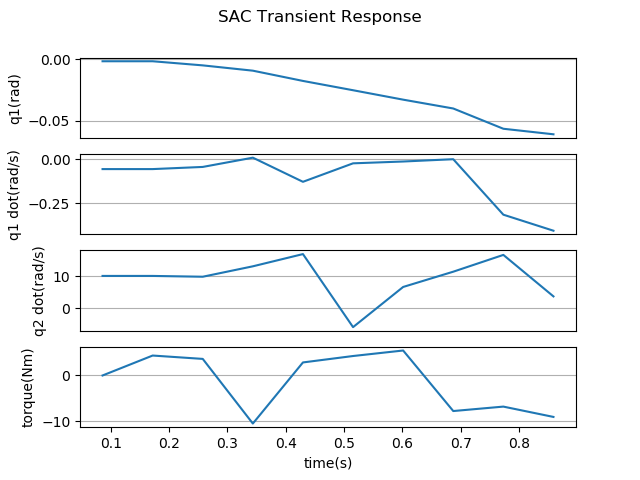 SAC Transient Response
0.00
−0.05
q1(rad)
0.00
−0.25
q1 dot(rad/s)
10
0
q2 dot(rad/s)
0
−10
torque(Nm)
0.1 0.2 0.3 0.4 0.5 0.6 0.7 0.8
time(s)